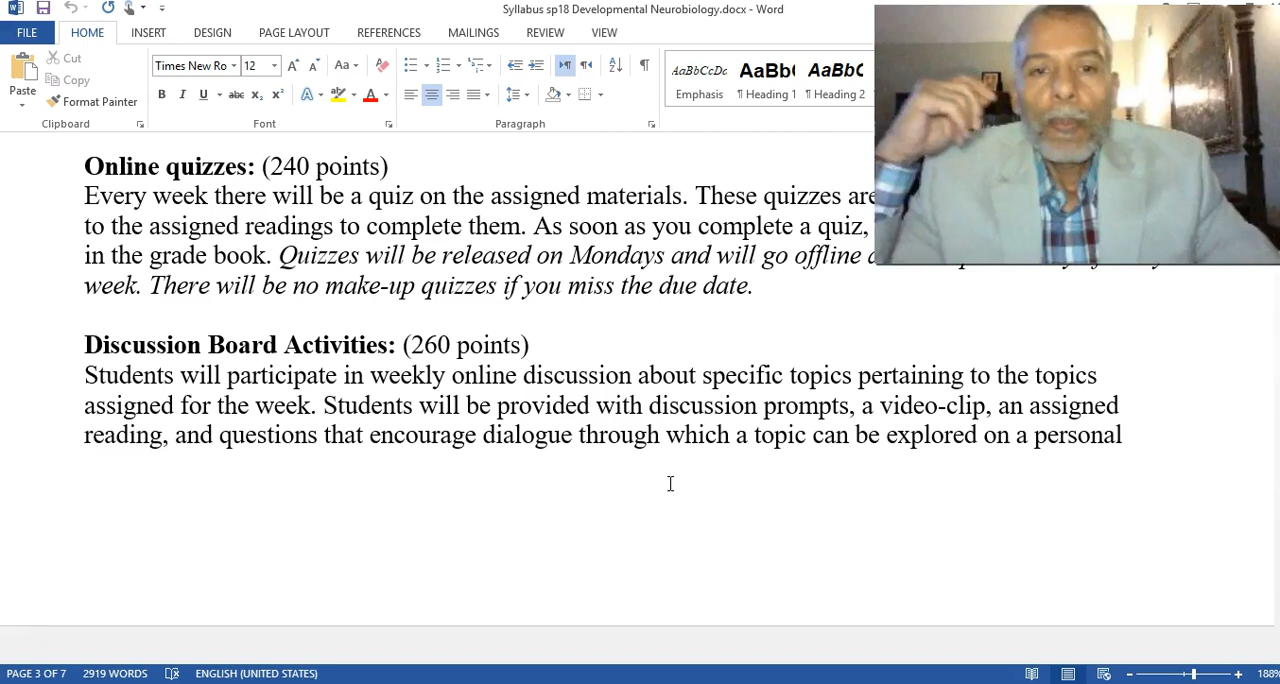 Syllabus sp18 Developmental Neurobiology.docx - Word
FILE HOME INSERT DESIGN PAGE LAYOUT REFERENCES MAILINGS REVIEW VIEW
Cut
Copy
Paste
Format Painter
Times New Ro 12
Aa
B I U abc X₂ X²
AaBbCcDc AaBb( AaBbC
Emphasis ¶ Heading 1 ¶ Heading 2
Clipboard Font Paragraph
Online quizzes: (240 points)
Every week there will be a quiz on the assigned materials. These quizzes are
to the assigned readings to complete them. As soon as you complete a quiz,
in the grade book. Quizzes will be released on Mondays and will go offline
week. There will be no make-up quizzes if you miss the due date.
Discussion Board Activities: (260 points)
Students will participate in weekly online discussion about specific topics pertaining to the topics
assigned for the week. Students will be provided with discussion prompts, a video-clip, an assigned
reading, and questions that encourage dialogue through which a topic can be explored on a personal
PAGE 3 OF 7 2919 WORDS ENGLISH (UNITED STATES) 188%